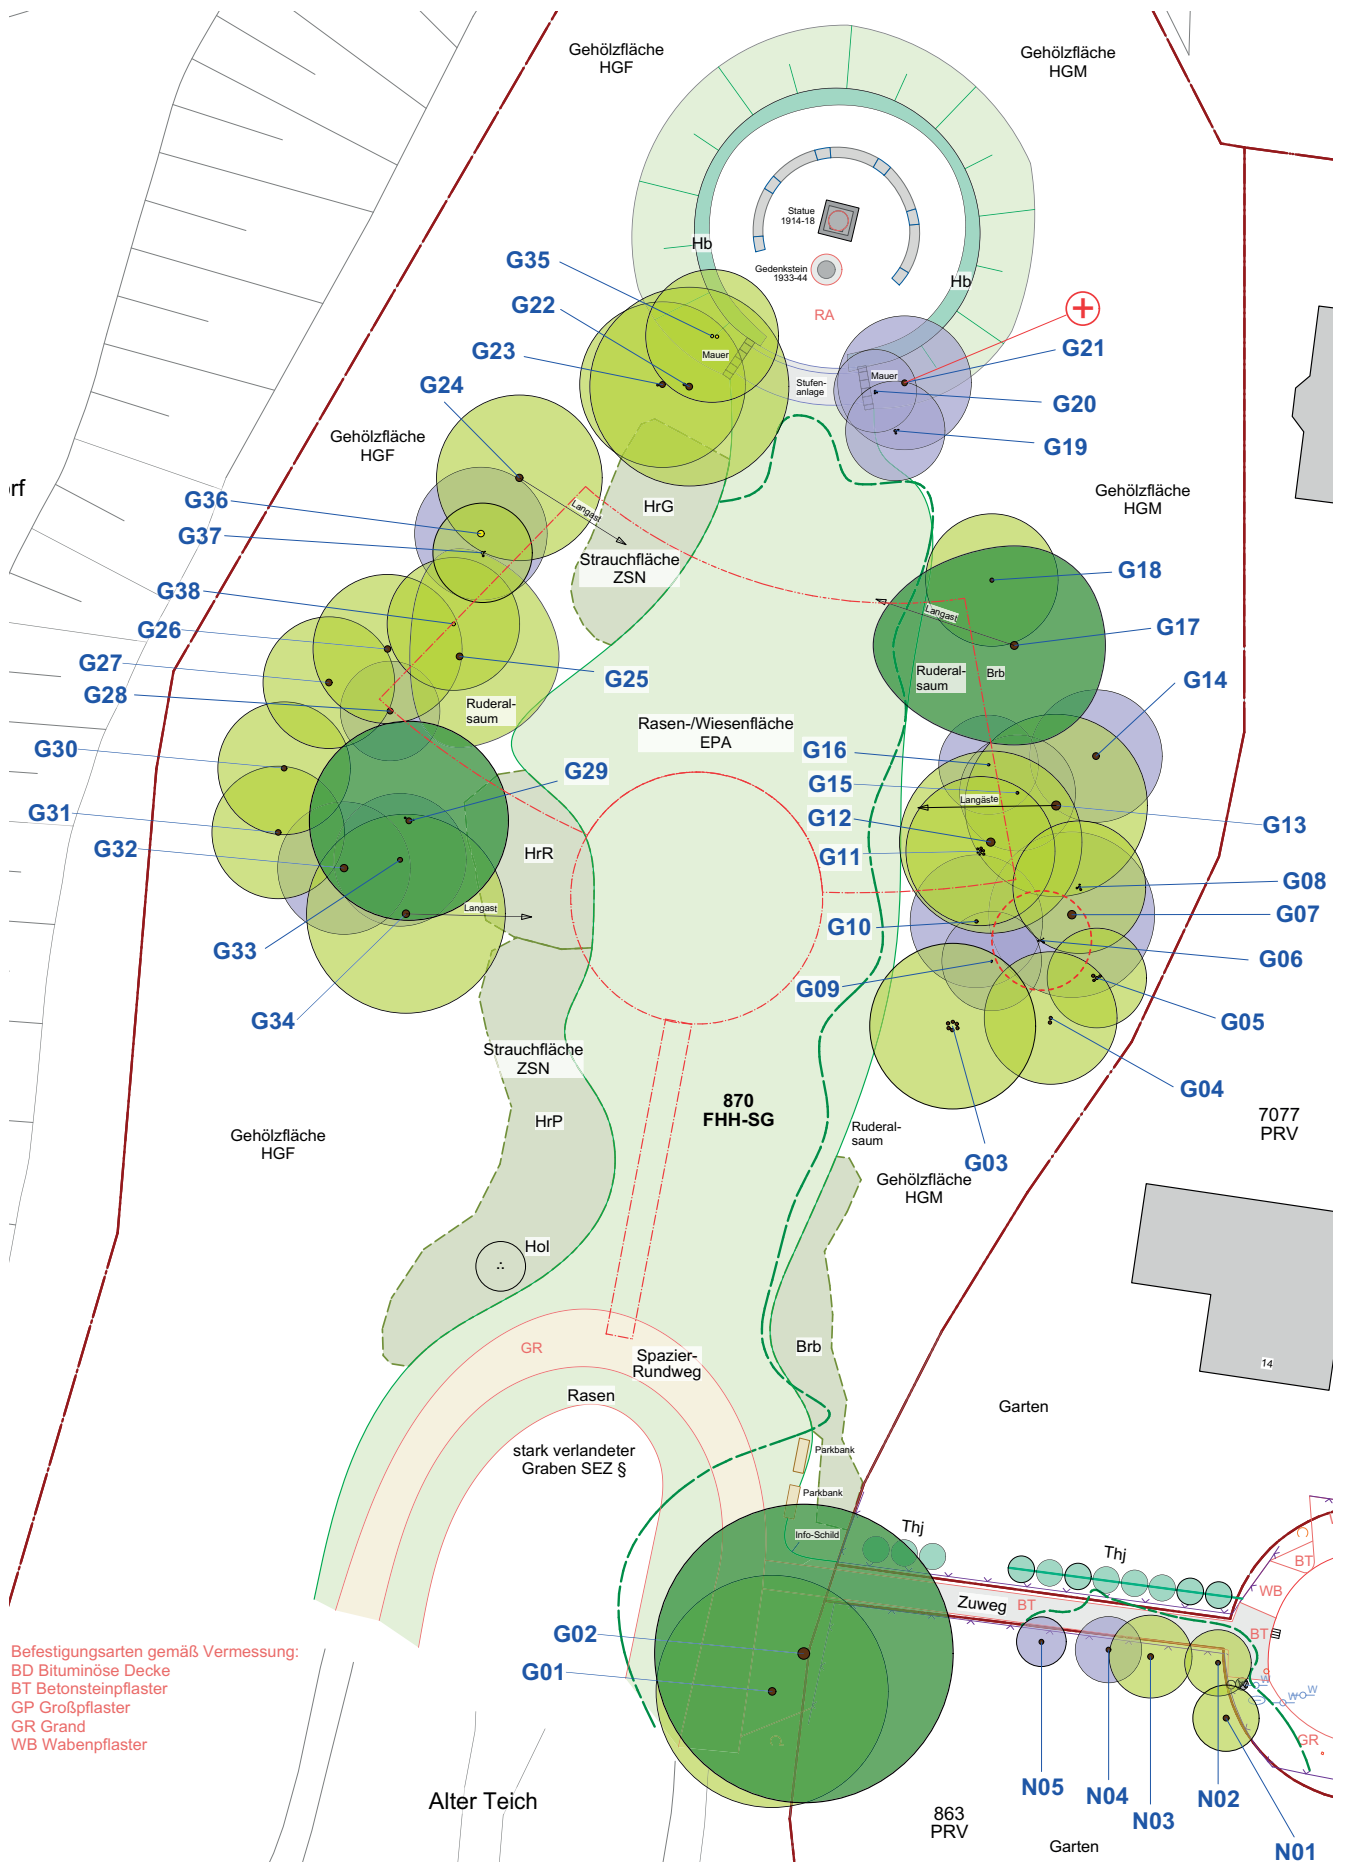 Gehölzfläche
HGF
Gehölzfläche
HGM
Statue
1914-18
Hb
Gedenkstein
1933-44
Hb
RA
G35
G22
G23
G24
Mauer
Stufen-
anlage
Mauer
G21
G20
G19
Gehölzfläche
HGF
rf
Gehölzfläche
HGM
G36
G37
G38
G26
G27
G28
G30
G31
G32
G33
G34
G25
G29
Langast
HrG
Strauchfläche
ZSN
Ruderal-
saum
Rasen-/Wiesenfläche
EPA
Langast
Ruderal-
saum
Brb
G18
G17
G14
G16
G15
G12
G11
Langäste
G13
G08
G07
G10
G06
G09
G05
G04
G03
HrR
Langast
Strauchfläche
ZSN
HrP
870
FHH-SG
Ruderal-
saum
Gehölzfläche
HGM
7077
PRV
Gehölzfläche
HGF
Hol
GR
Spazier-
Rundweg
Rasen
Brb
14
Garten
stark verlandeter
Graben SEZ §
Parkbank
Parkbank
Info-Schild
Thj
Thj
Zuweg
BT
C
BT
WB
BT
W
W
W
W
GR
G02
G01
C
Befestigungsarten gemäß Vermessung:
BD Bituminöse Decke
BT Betonsteinpflaster
GP Großpflaster
GR Grand
WB Wabenpflaster
Alter Teich
863
PRV
Garten
N05
N04
N03
N02
N01